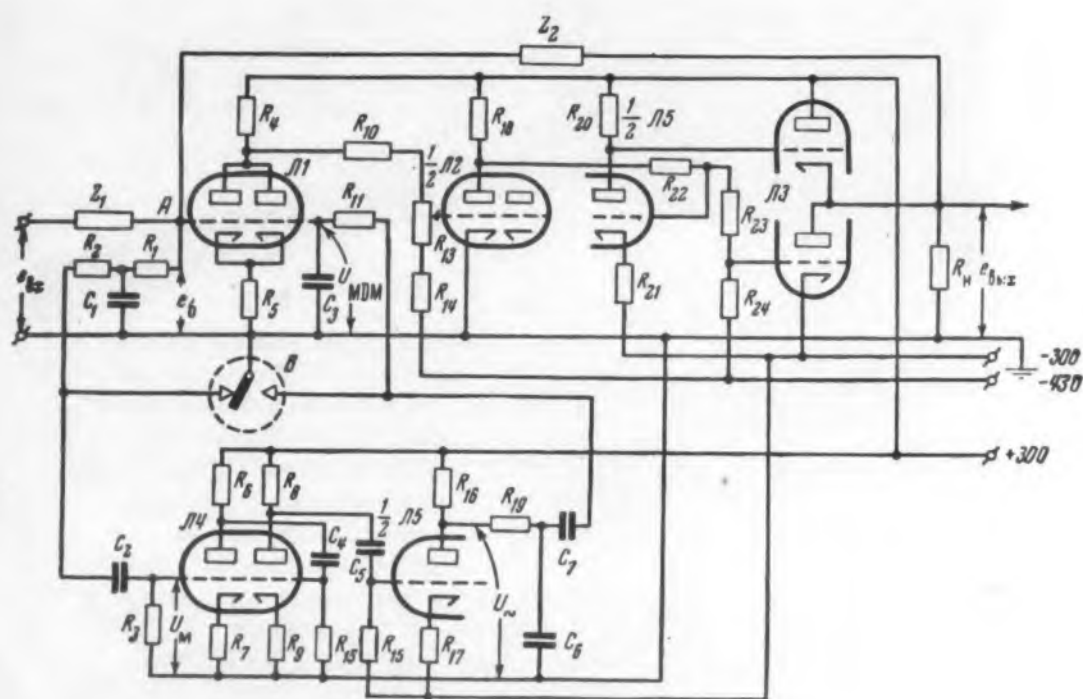 Z₂
R₄
R₁₀
Л1
R₁₈
½ Л2
R₂₀
½ Л5
R₂₂
Л3
Z₁
A
R₁₁
R₁₃
R₂₃
R₂
R₁
eвх
C₁
eб
R₅
C₃
Uмдм
R₁₄
R₂₁
R₂₄
Rн
eвых
-300
-430
В
+300
R₆
R₈
R₁₆
R₁₉
Л4
½ Л5
C₄
C₅
C₇
C₂
R₃
Uм
R₇
R₉
R₁₃
R₁₅
R₁₇
U~
C₆